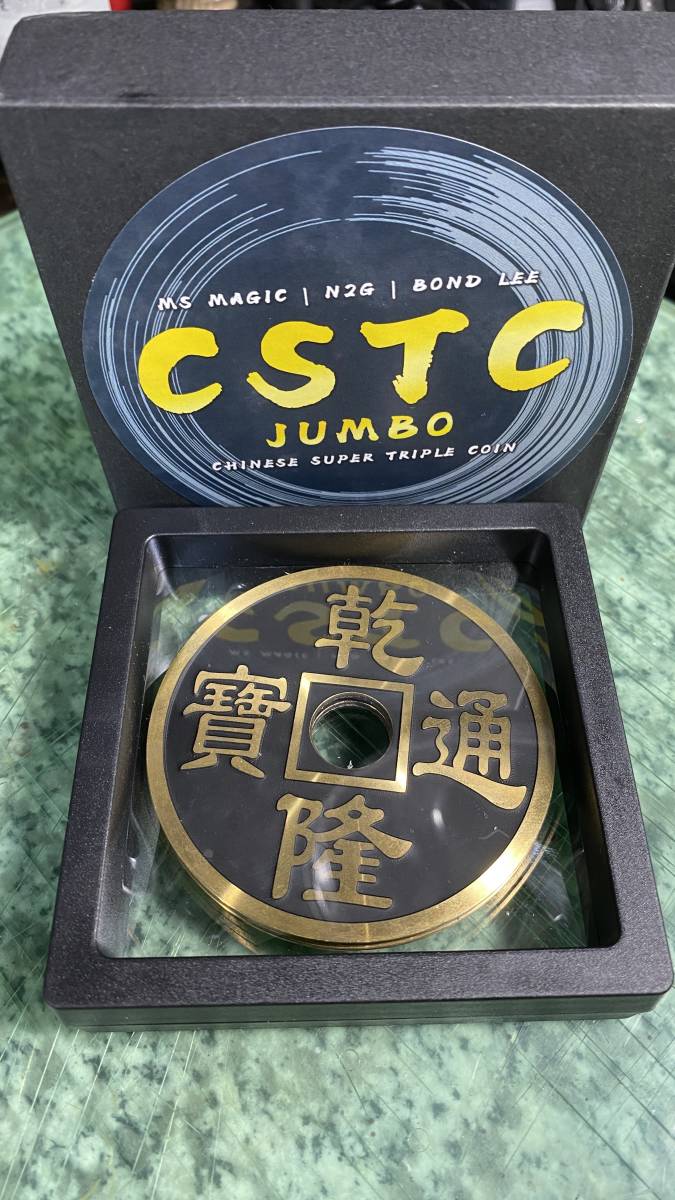 MS MAGIC | N2G | BOND LEE
CSTC
JUMBO
CHINESE SUPER TRIPLE COIN
乾
隆
通
寶